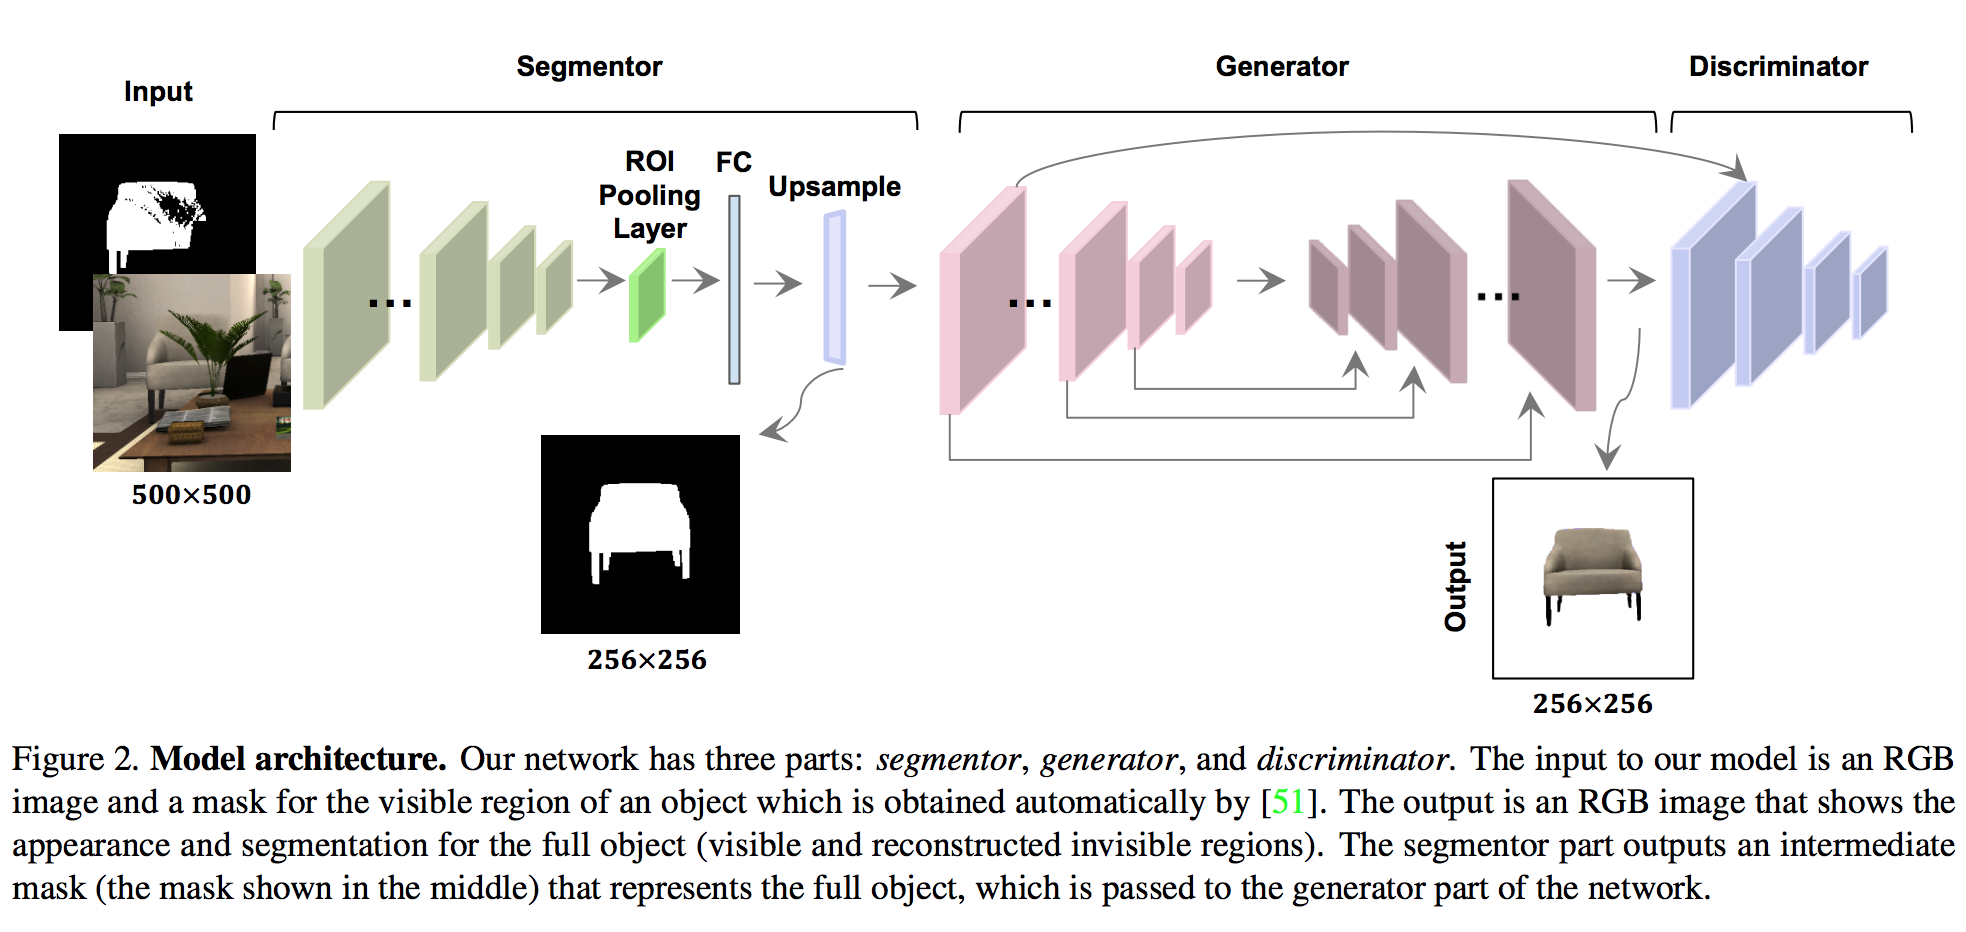 Input
Segmentor
Generator
Discriminator
ROI
Pooling
Layer
FC
Upsample
...
...
...
500×500
256×256
Output
256×256
Figure 2. Model architecture. Our network has three parts: segmentor, generator, and discriminator. The input to our model is an RGB
image and a mask for the visible region of an object which is obtained automatically by [51]. The output is an RGB image that shows the
appearance and segmentation for the full object (visible and reconstructed invisible regions). The segmentor part outputs an intermediate
mask (the mask shown in the middle) that represents the full object, which is passed to the generator part of the network.